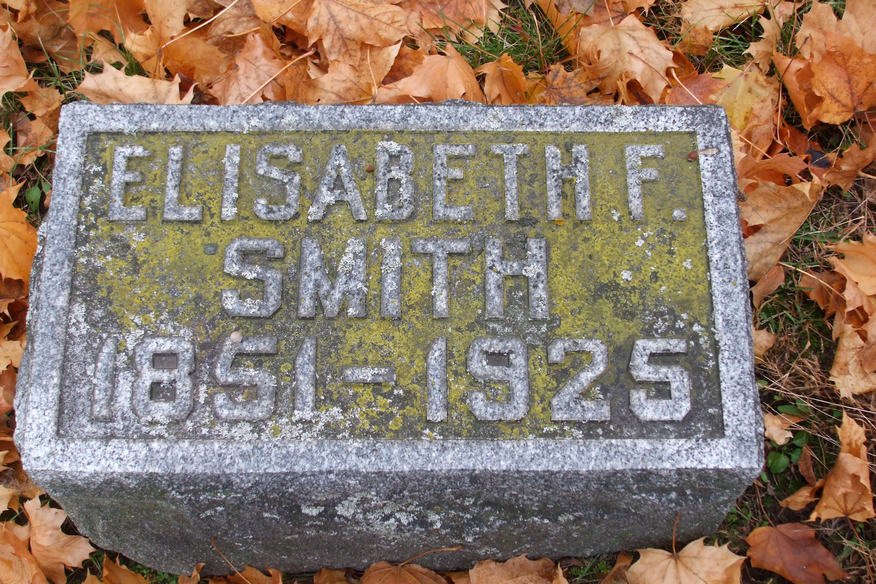 ELISABETH F.
SMITH
1851-1925